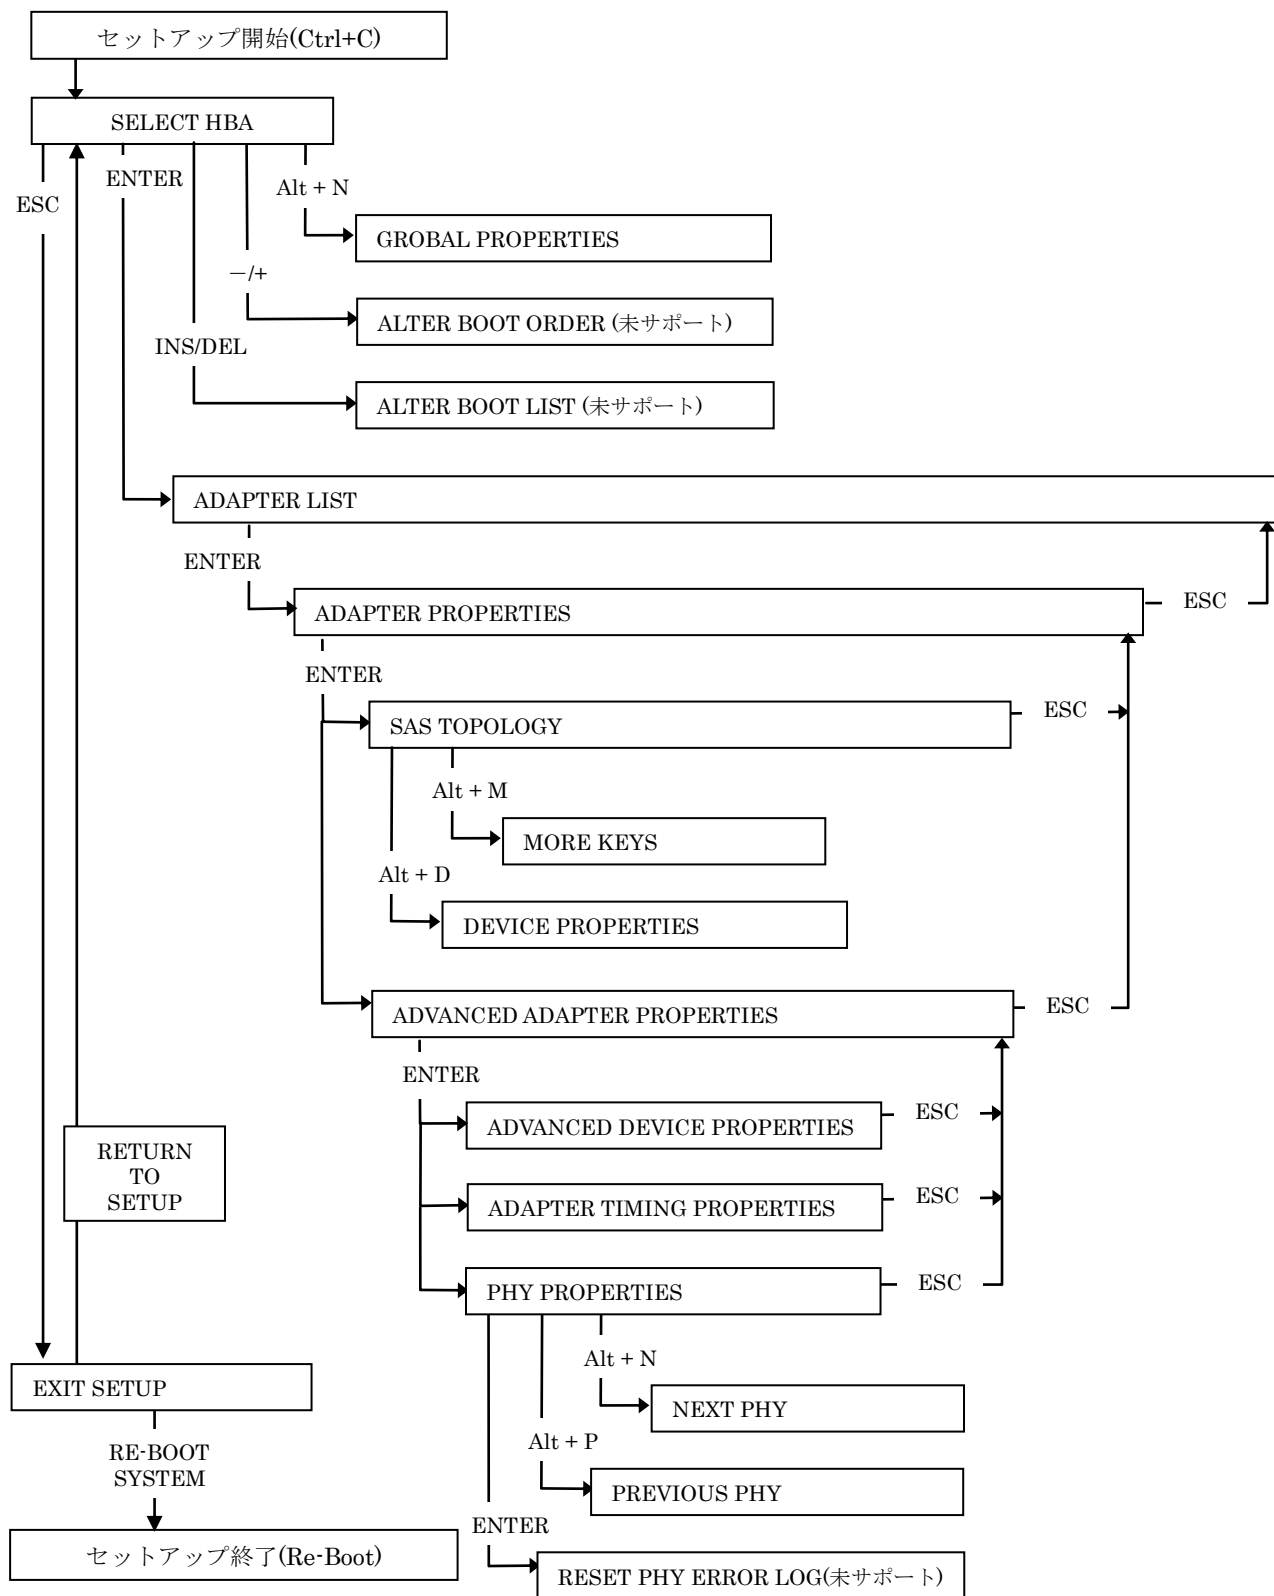 セットアップ開始(Ctrl+C)
SELECT HBA
ENTER
Alt + N
ESC
GROBAL PROPERTIES
－/+
ALTER BOOT ORDER (未サポート)
INS/DEL
ALTER BOOT LIST (未サポート)
ADAPTER LIST
ENTER
ADAPTER PROPERTIES
ESC
ENTER
SAS TOPOLOGY
ESC
Alt + M
MORE KEYS
Alt + D
DEVICE PROPERTIES
ADVANCED ADAPTER PROPERTIES
ESC
ENTER
ADVANCED DEVICE PROPERTIES
ESC
RETURN
TO
SETUP
ADAPTER TIMING PROPERTIES
ESC
PHY PROPERTIES
ESC
Alt + N
EXIT SETUP
NEXT PHY
Alt + P
RE-BOOT
SYSTEM
PREVIOUS PHY
ENTER
セットアップ終了(Re-Boot)
RESET PHY ERROR LOG(未サポート)